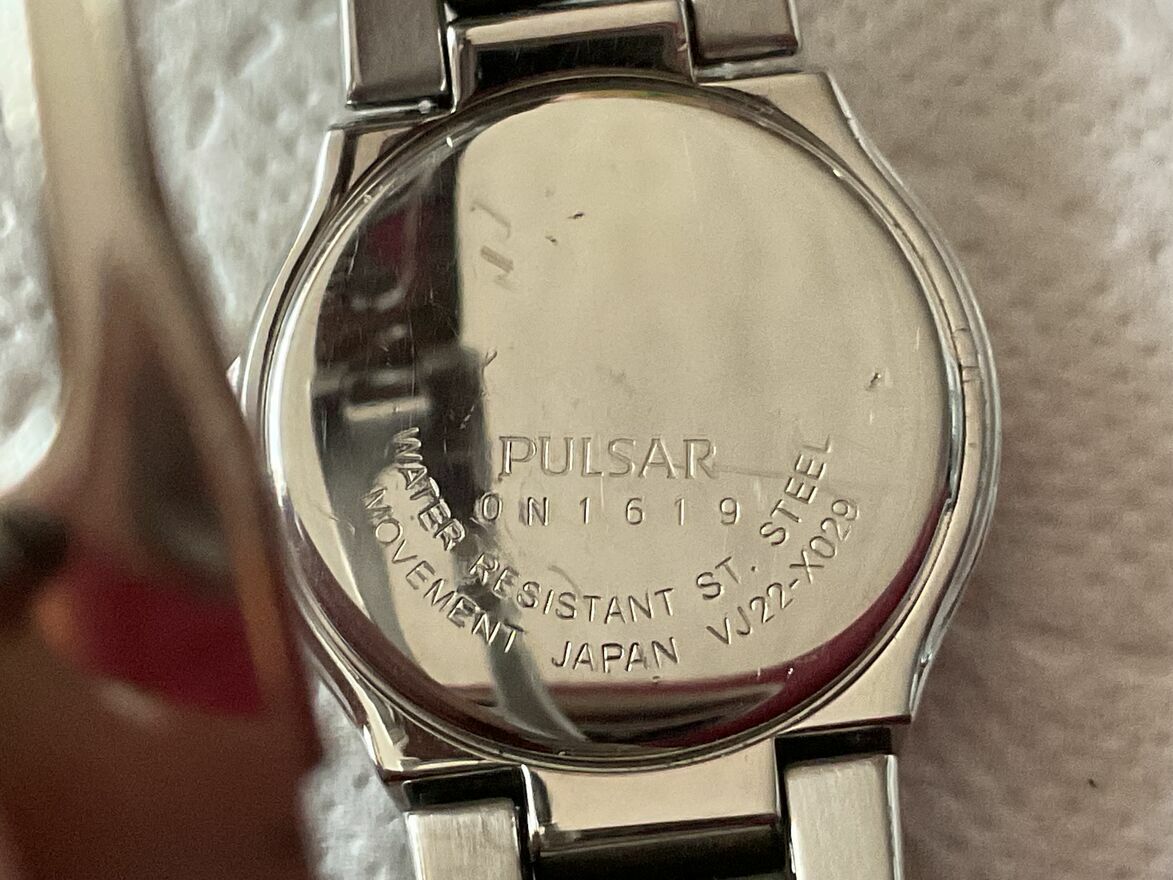 PULSAR
0N1619
WATER RESISTANT ST. STEEL
MOVEMENT JAPAN VJ22-X029